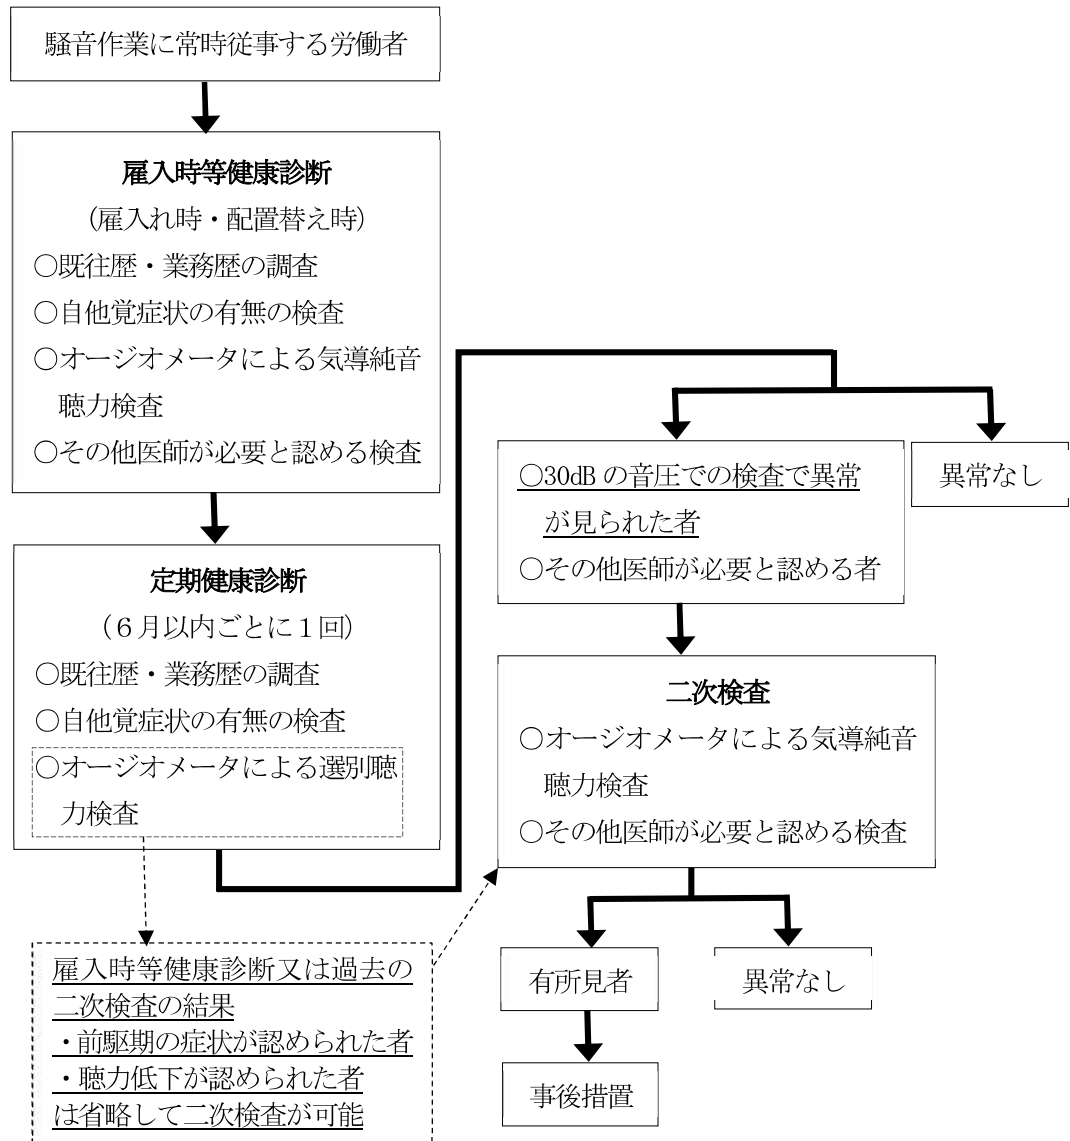 騒音作業に常時従事する労働者
雇入時等健康診断
(雇入れ時・配置替え時)
○既往歴・業務歴の調査
○自他覚症状の有無の検査
○オージオメータによる気導純音
聴力検査
○その他医師が必要と認める検査
定期健康診断
(６月以内ごとに１回)
○既往歴・業務歴の調査
○自他覚症状の有無の検査
○オージオメータによる選別聴
力検査
雇入時等健康診断又は過去の
二次検査の結果
・前駆期の症状が認められた者
・聴力低下が認められた者
は省略して二次検査が可能
○30dB の音圧での検査で異常
が見られた者
○その他医師が必要と認める者
異常なし
二次検査
○オージオメータによる気導純音
聴力検査
○その他医師が必要と認める検査
有所見者
異常なし
事後措置